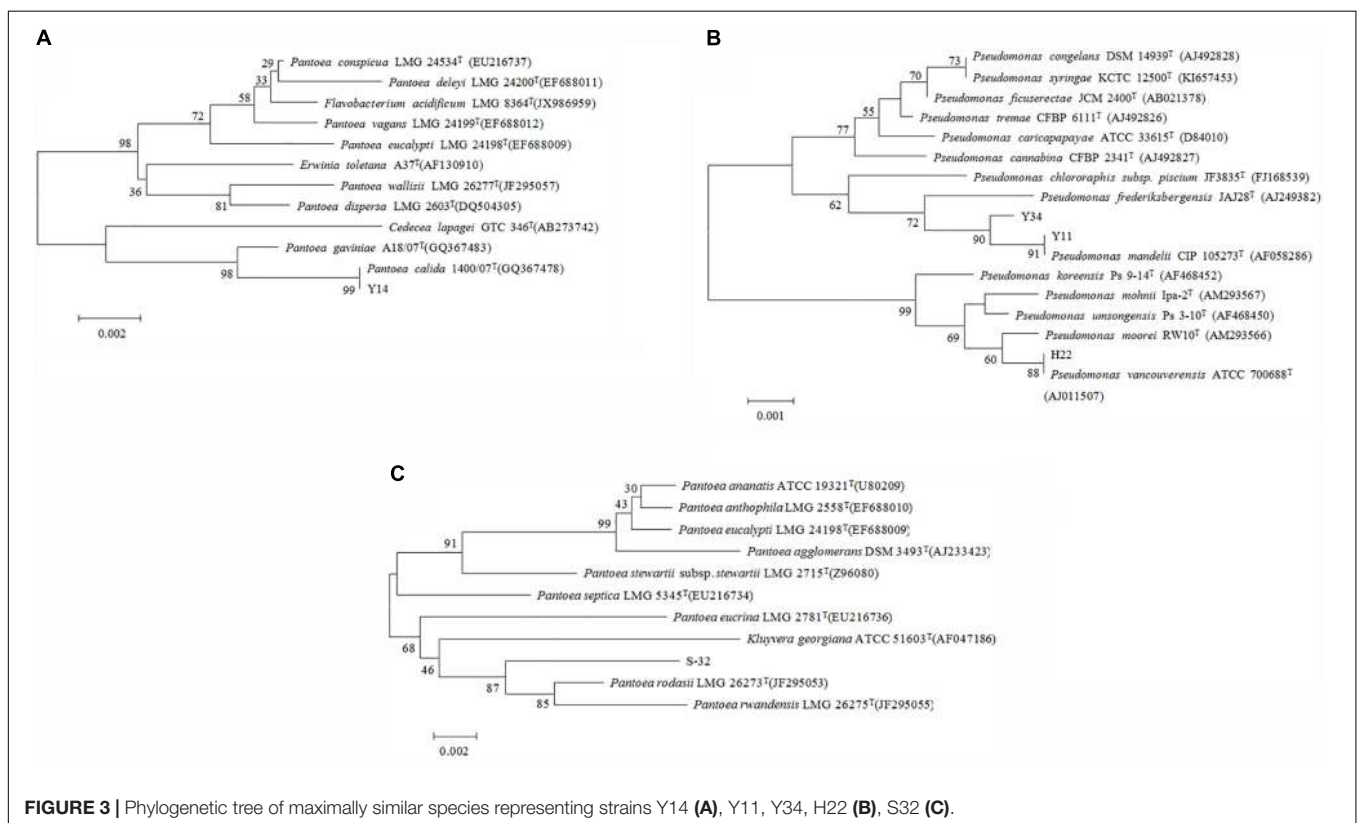 A
29
Pantoea conspicua LMG 24534ᵀ (EU216737)
33
Pantoea deleyi LMG 24200ᵀ(EF688011)
58
Flavobacterium acidificum LMG 8364ᵀ(JX986959)
72
Pantoea vagans LMG 24199ᵀ(EF688012)
98
Pantoea eucalypti LMG 24198ᵀ(EF688009)
Erwinia toletana A37ᵀ(AF130910)
36
Pantoea wallisii LMG 26277ᵀ(JF295057)
81
Pantoea dispersa LMG 2603ᵀ(DQ504305)
Cedecea lapagei GTC 346ᵀ(AB273742)
Pantoea gaviniae A18/07ᵀ(GQ367483)
98
Pantoea calida 1400/07ᵀ(GQ367478)
99
Y14
0.002
B
73
Pseudomonas congelans DSM 14939ᵀ (AJ492828)
70
Pseudomonas syringae KCTC 12500ᵀ (KI657453)
Pseudomonas ficuserectae JCM 2400ᵀ (AB021378)
55
Pseudomonas tremae CFBP 6111ᵀ (AJ492826)
77
Pseudomonas caricapapayae ATCC 33615ᵀ (D84010)
Pseudomonas cannabina CFBP 2341ᵀ (AJ492827)
Pseudomonas chlororaphis subsp. piscium JF3835ᵀ (FJ168539)
62
Pseudomonas frederiksbergensis JAJ28ᵀ (AJ249382)
72
Y34
90
Y11
91
Pseudomonas mandelii CIP 105273ᵀ (AF058286)
Pseudomonas koreensis Ps 9-14ᵀ (AF468452)
99
Pseudomonas mohnii Ipa-2ᵀ (AM293567)
Pseudomonas umsongensis Ps 3-10ᵀ (AF468450)
69
Pseudomonas moorei RW10ᵀ (AM293566)
60
H22
88
Pseudomonas vancouverensis ATCC 700688ᵀ
(AJ011507)
0.001
C
30
Pantoea ananatis ATCC 19321ᵀ(U80209)
43
Pantoea anthophila LMG 2558ᵀ(EF688010)
99
Pantoea eucalypti LMG 24198ᵀ(EF688009)
91
Pantoea agglomerans DSM 3493ᵀ(AJ233423)
Pantoea stewartii subsp. stewartii LMG 2715ᵀ(Z96080)
Pantoea septica LMG 5345ᵀ(EU216734)
Pantoea eucrina LMG 2781ᵀ(EU216736)
68
Kluyvera georgiana ATCC 51603ᵀ(AF047186)
46
S-32
87
Pantoea rodasii LMG 26273ᵀ(JF295053)
85
Pantoea rwandensis LMG 26275ᵀ(JF295055)
0.002
FIGURE 3 | Phylogenetic tree of maximally similar species representing strains Y14 (A), Y11, Y34, H22 (B), S32 (C).